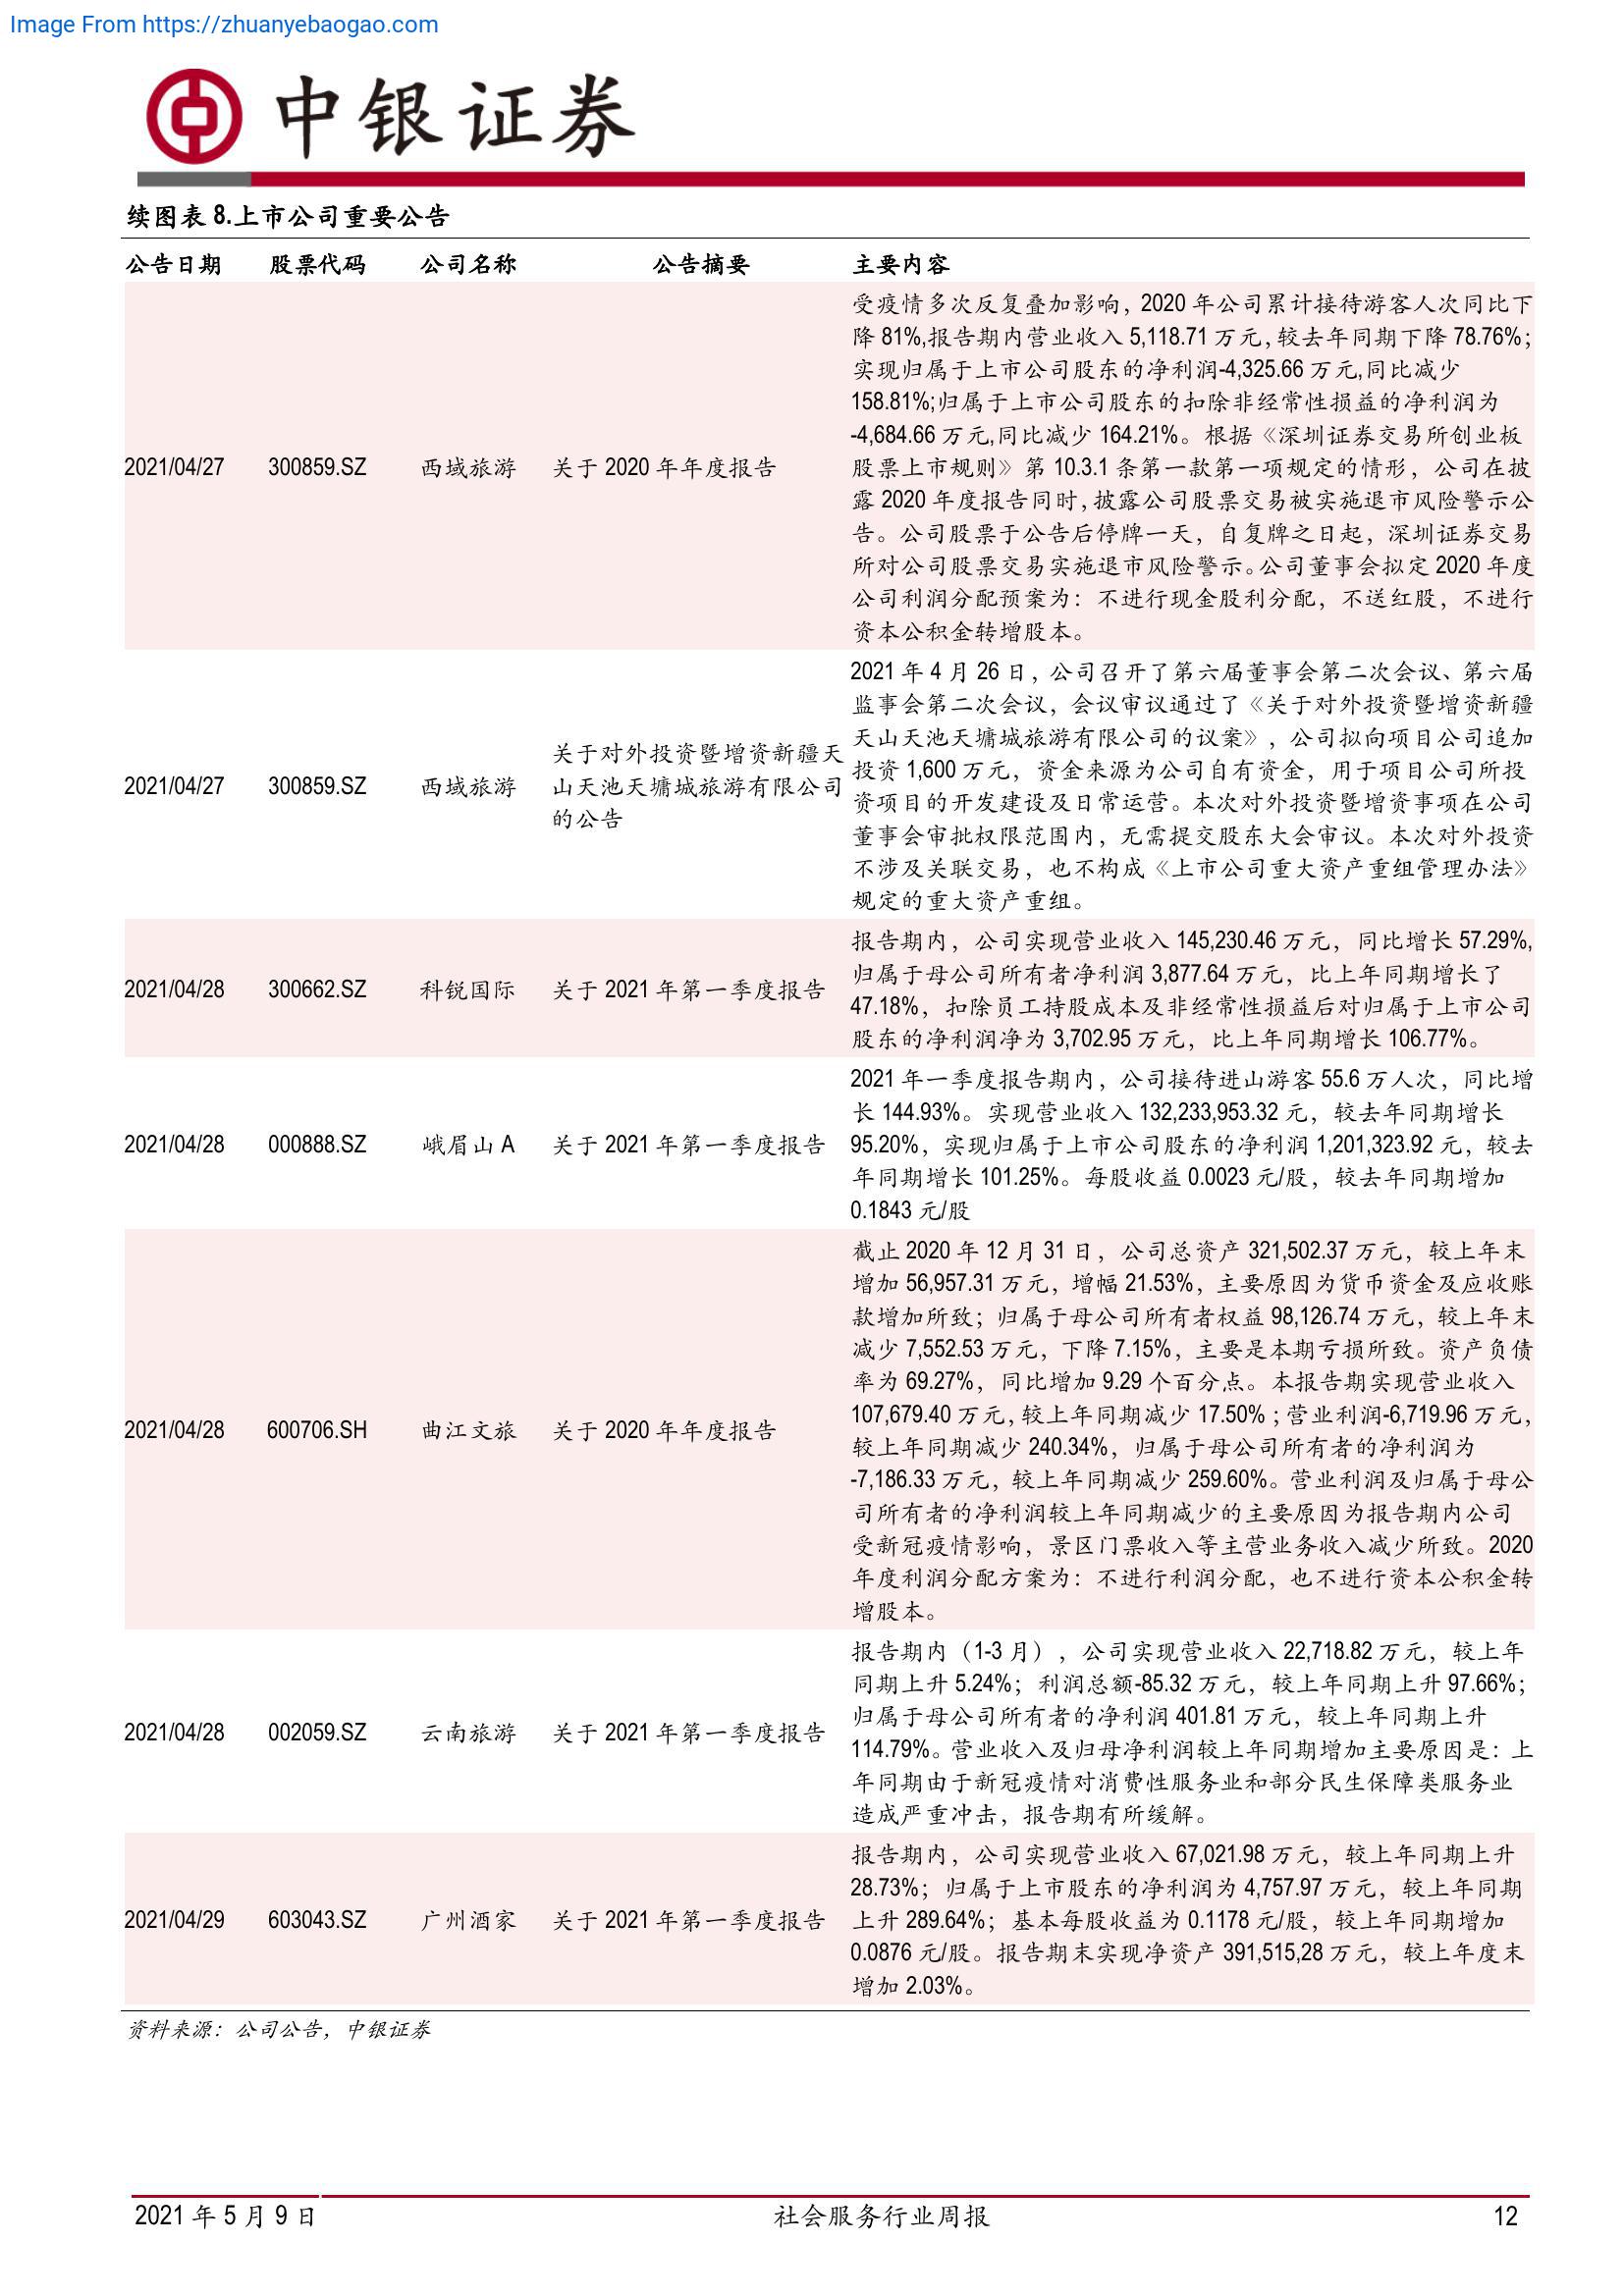 Image From https://zhuanyebaogao.com
中银证券
续图表 8.上市公司重要公告
公告日期 股票代码 公司名称 公告摘要 主要内容
2021/04/27 300859.SZ 西域旅游 关于 2020 年年度报告
受疫情多次反复叠加影响，2020 年公司累计接待游客人次同比下
降 81%,报告期内营业收入 5,118.71 万元,较去年同期下降 78.76%;
实现归属于上市公司股东的净利润-4,325.66 万元,同比减少
158.81%;归属于上市公司股东的扣除非经常性损益的净利润为
-4,684.66 万元,同比减少 164.21%。根据《深圳证券交易所创业板
股票上市规则》第 10.3.1 条第一款第一项规定的情形，公司在披
露 2020 年度报告同时,披露公司股票交易被实施退市风险警示公
告。公司股票于公告后停牌一天，自复牌之日起，深圳证券交易
所对公司股票交易实施退市风险警示。公司董事会拟定 2020 年度
公司利润分配预案为：不进行现金股利分配，不送红股，不进行
资本公积金转增股本。
2021/04/27 300859.SZ 西域旅游
关于对外投资暨增资新疆天
山天池天墉城旅游有限公司
的公告
2021 年 4 月 26 日，公司召开了第六届董事会第二次会议、第六届
监事会第二次会议，会议审议通过了《关于对外投资暨增资新疆
天山天池天墉城旅游有限公司的议案》，公司拟向项目公司追加
投资 1,600 万元，资金来源为公司自有资金，用于项目公司所投
资项目的开发建设及日常运营。本次对外投资暨增资事项在公司
董事会审批权限范围内，无需提交股东大会审议。本次对外投资
不涉及关联交易，也不构成《上市公司重大资产重组管理办法》
规定的重大资产重组。
2021/04/28 300662.SZ 科锐国际 关于 2021 年第一季度报告
报告期内，公司实现营业收入 145,230.46 万元，同比增长 57.29%,
归属于母公司所有者净利润 3,877.64 万元，比上年同期增长了
47.18%，扣除员工持股成本及非经常性损益后对归属于上市公司
股东的净利润净为 3,702.95 万元，比上年同期增长 106.77%。
2021/04/28 000888.SZ 峨眉山 A 关于 2021 年第一季度报告
2021 年一季度报告期内，公司接待进山游客 55.6 万人次，同比增
长 144.93%。实现营业收入 132,233,953.32 元，较去年同期增长
95.20%，实现归属于上市公司股东的净利润 1,201,323.92 元，较去
年同期增长 101.25%。每股收益 0.0023 元/股，较去年同期增加
0.1843 元/股
2021/04/28 600706.SH 曲江文旅 关于 2020 年年度报告
截止 2020 年 12 月 31 日，公司总资产 321,502.37 万元，较上年末
增加 56,957.31 万元，增幅 21.53%，主要原因为货币资金及应收账
款增加所致；归属于母公司所有者权益 98,126.74 万元，较上年末
减少 7,552.53 万元，下降 7.15%，主要是本期亏损所致。资产负债
率为 69.27%，同比增加 9.29 个百分点。本报告期实现营业收入
107,679.40 万元,较上年同期减少 17.50%；营业利润-6,719.96 万元，
较上年同期减少 240.34%，归属于母公司所有者的净利润为
-7,186.33 万元，较上年同期减少 259.60%。营业利润及归属于母公
司所有者的净利润较上年同期减少的主要原因为报告期内公司
受新冠疫情影响，景区门票收入等主营业务收入减少所致。2020
年度利润分配方案为：不进行利润分配，也不进行资本公积金转
增股本。
2021/04/28 002059.SZ 云南旅游 关于 2021 年第一季度报告
报告期内（1-3 月），公司实现营业收入 22,718.82 万元，较上年
同期上升 5.24%；利润总额-85.32 万元，较上年同期上升 97.66%；
归属于母公司所有者的净利润 401.81 万元，较上年同期上升
114.79%。营业收入及归母净利润较上年同期增加主要原因是：上
年同期由于新冠疫情对消费性服务业和部分民生保障类服务业
造成严重冲击，报告期有所缓解。
2021/04/29 603043.SZ 广州酒家 关于 2021 年第一季度报告
报告期内，公司实现营业收入 67,021.98 万元，较上年同期上升
28.73%；归属于上市股东的净利润为 4,757.97 万元，较上年同期
上升 289.64%；基本每股收益为 0.1178 元/股，较上年同期增加
0.0876 元/股。报告期末实现净资产 391,515,28 万元，较上年度末
增加 2.03%。
资料来源：公司公告，中银证券
2021 年 5 月 9 日 社会服务行业周报 12